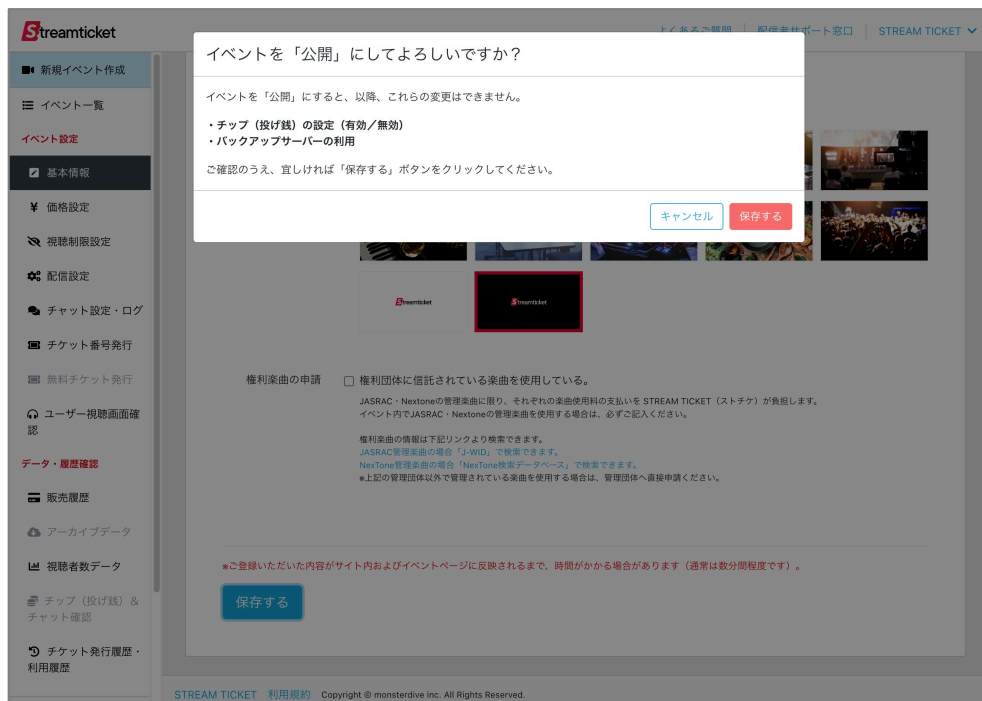 Streamticket
よくあるご質問
配信者サポート窓口
STREAM TICKET
新規イベント作成
イベント一覧
イベント設定
基本情報
価格設定
視聴制限設定
配信設定
チャット設定・ログ
チケット番号発行
無料チケット発行
ユーザー視聴画面確
認
データ・履歴確認
販売履歴
アーカイブデータ
視聴者数データ
チップ（投げ銭）&
チャット確認
チケット発行履歴・
利用履歴
イベントを「公開」にしてよろしいですか？
イベントを「公開」にすると、以降、これらの変更はできません。
・チップ（投げ銭）の設定（有効／無効）
・バックアップサーバーの利用
ご確認のうえ、宜しければ「保存する」ボタンをクリックしてください。
キャンセル
保存する
Streamticket
Streamticket
権利楽曲の申請
権利団体に信託されている楽曲を使用している。
JASRAC・Nextoneの管理楽曲に限り、それぞれの楽曲使用料の支払いを STREAM TICKET（ストチケ）が負担します。
イベント内でJASRAC・Nextoneの管理楽曲を使用する場合は、必ずご記入ください。
権利楽曲の情報は下記リンクより検索できます。
JASRAC管理楽曲の場合「J-WID」で検索できます。
NexTone管理楽曲の場合「NexTone検索データベース」で検索できます。
※上記の管理団体以外で管理されている楽曲を使用する場合は、管理団体へ直接申請ください。
※ご登録いただいた内容がサイト内およびイベントページに反映されるまで、時間がかかる場合があります（通常は数分間程度です）。
保存する
STREAM TICKET 利用規約 Copyright © monsterdive inc. All Rights Reserved.